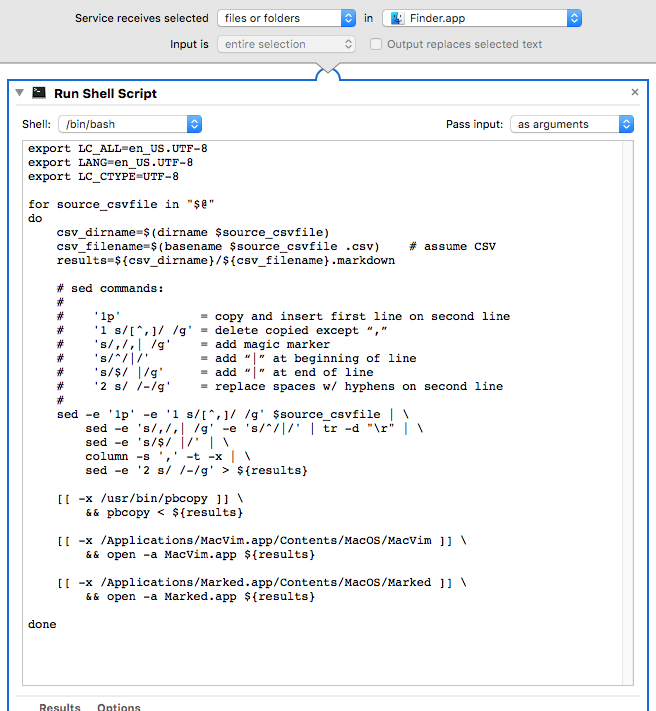 Service receives selected files or folders in Finder.app
Input is entire selection Output replaces selected text
Run Shell Script
Shell: /bin/bash Pass input: as arguments
export LC_ALL=en_US.UTF-8
export LANG=en_US.UTF-8
export LC_CTYPE=UTF-8
for source_csvfile in "$@"
do
    csv_dirname=$(dirname $source_csvfile)
    csv_filename=$(basename $source_csvfile .csv)    # assume CSV
    results=${csv_dirname}/${csv_filename}.markdown
    # sed commands:
    #
    #    '1p'           = copy and insert first line on second line
    #    '1 s/[^,]/ /g' = delete copied except “,”
    #    's/,/,| /g'    = add magic marker
    #    's/^/|/'       = add “|” at beginning of line
    #    's/$/ |/g'     = add “|” at end of line
    #    '2 s/ /-/g'    = replace spaces w/ hyphens on second line
    #
    sed -e '1p' -e '1 s/[^,]/ /g' $source_csvfile | \
        sed -e 's/,/,| /g' -e 's/^/|/' | tr -d "\r" | \
        sed -e 's/$/ |/' | \
        column -s ',' -t -x | \
        sed -e '2 s/ /-/g' > ${results}
    [[ -x /usr/bin/pbcopy ]] \
        && pbcopy < ${results}
    [[ -x /Applications/MacVim.app/Contents/MacOS/MacVim ]] \
        && open -a MacVim.app ${results}
    [[ -x /Applications/Marked.app/Contents/MacOS/Marked ]] \
        && open -a Marked.app ${results}
done
Results Options